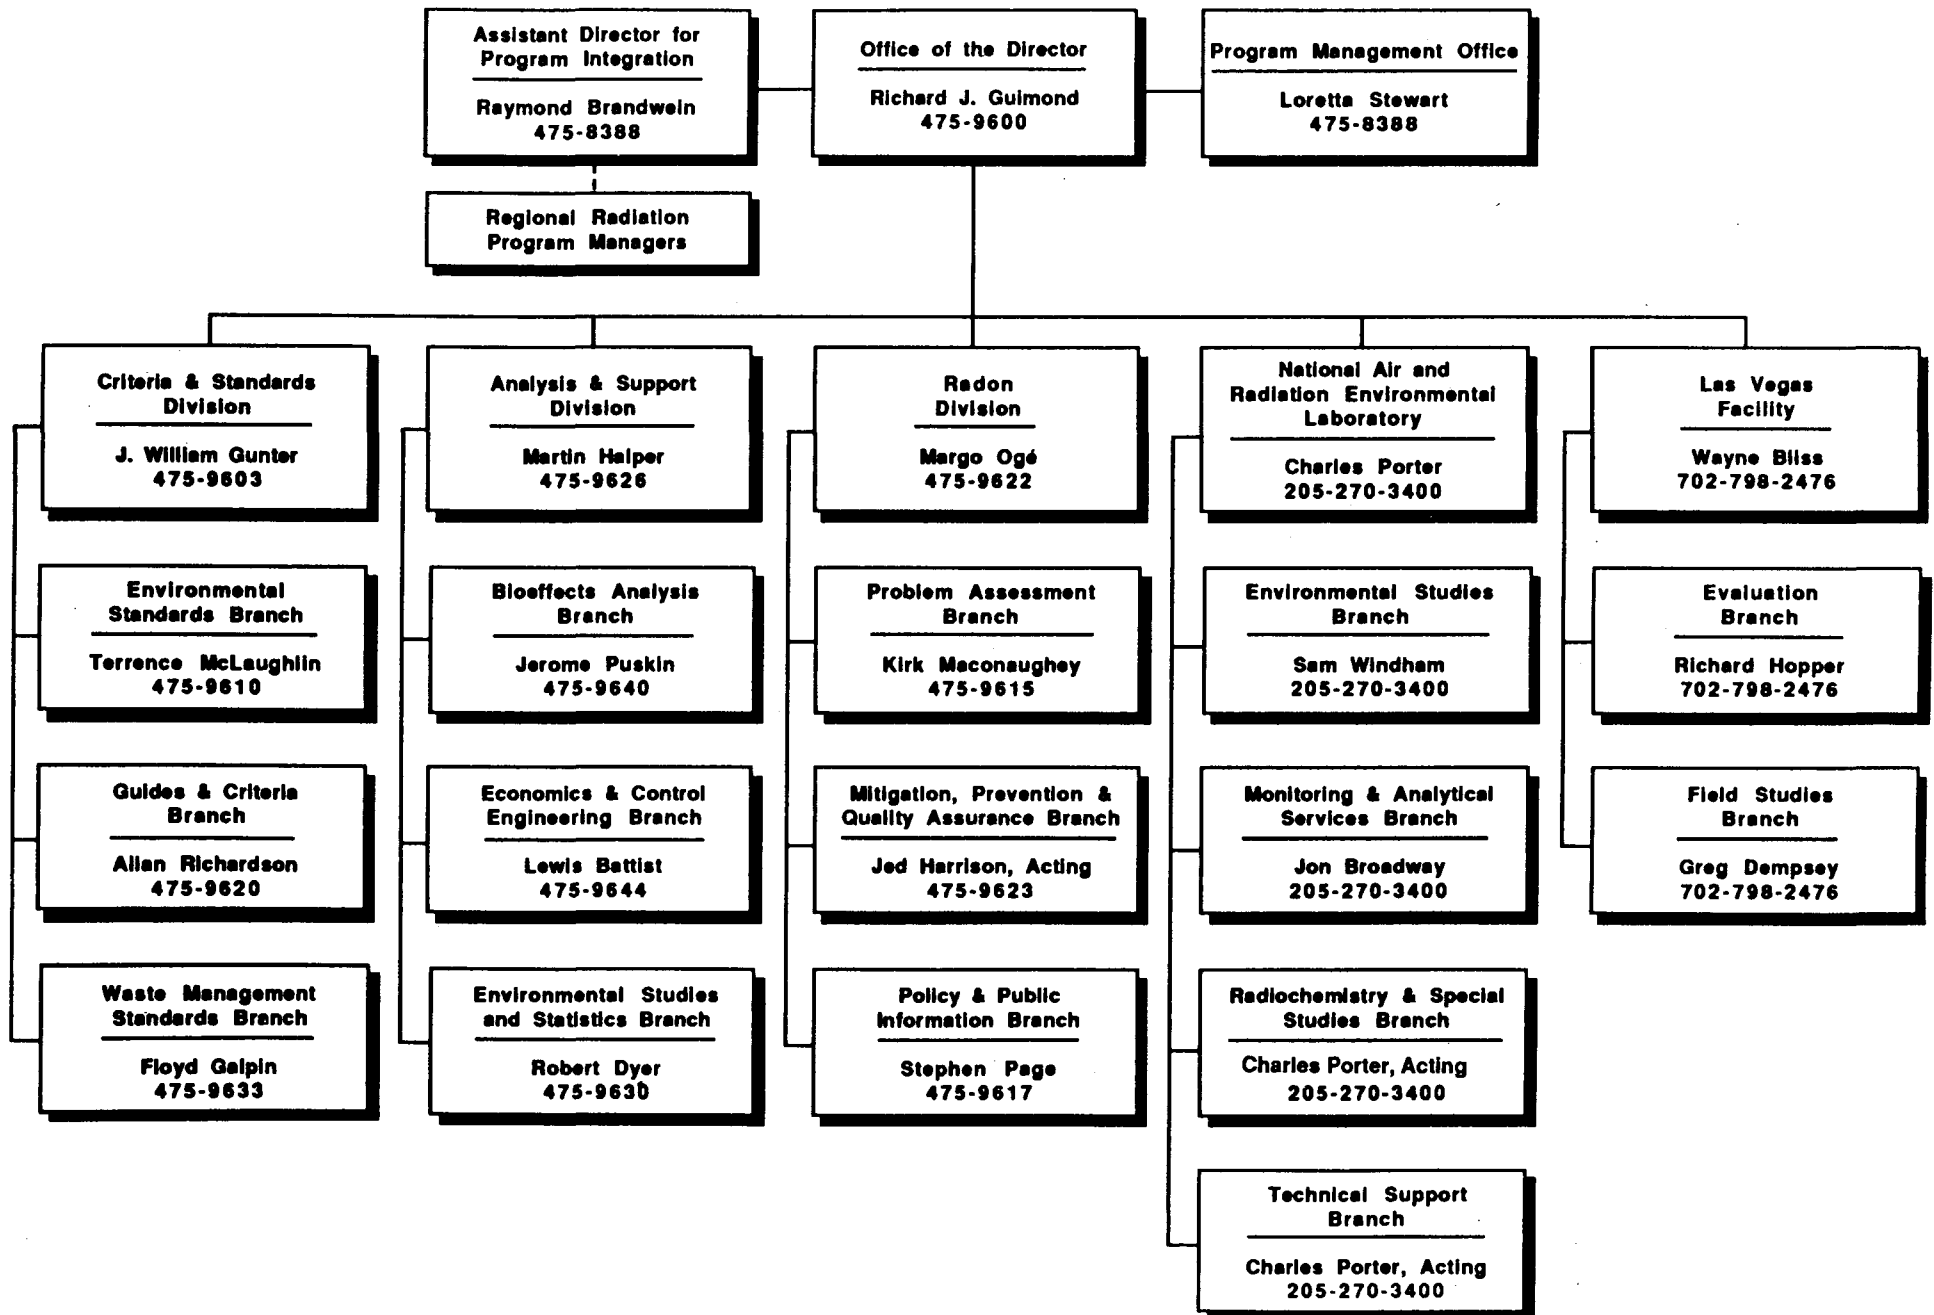 Assistant Director for
Program Integration
Raymond Brandwein
475-8388
Office of the Director
Richard J. Guimond
475-9600
Program Management Office
Loretta Stewart
475-8388
Regional Radiation
Program Managers
Criteria & Standards
Division
J. William Gunter
475-9603
Environmental
Standards Branch
Terrence McLaughlin
475-9610
Guides & Criteria
Branch
Allan Richardson
475-9620
Waste Management
Standards Branch
Floyd Galpin
475-9633
Analysis & Support
Division
Martin Halper
475-9626
Bioeffects Analysis
Branch
Jerome Puskin
475-9640
Economics & Control
Engineering Branch
Lewis Battist
475-9644
Environmental Studies
and Statistics Branch
Robert Dyer
475-9630
Radon
Division
Margo Ogé
475-9622
Problem Assessment
Branch
Kirk Maconaughey
475-9615
Mitigation, Prevention &
Quality Assurance Branch
Jed Harrison, Acting
475-9623
Policy & Public
Information Branch
Stephen Page
475-9617
National Air and
Radiation Environmental
Laboratory
Charles Porter
205-270-3400
Environmental Studies
Branch
Sam Windham
205-270-3400
Monitoring & Analytical
Services Branch
Jon Broadway
205-270-3400
Radiochemistry & Special
Studies Branch
Charles Porter, Acting
205-270-3400
Technical Support
Branch
Charles Porter, Acting
205-270-3400
Las Vegas
Facility
Wayne Bliss
702-798-2476
Evaluation
Branch
Richard Hopper
702-798-2476
Field Studies
Branch
Greg Dempsey
702-798-2476